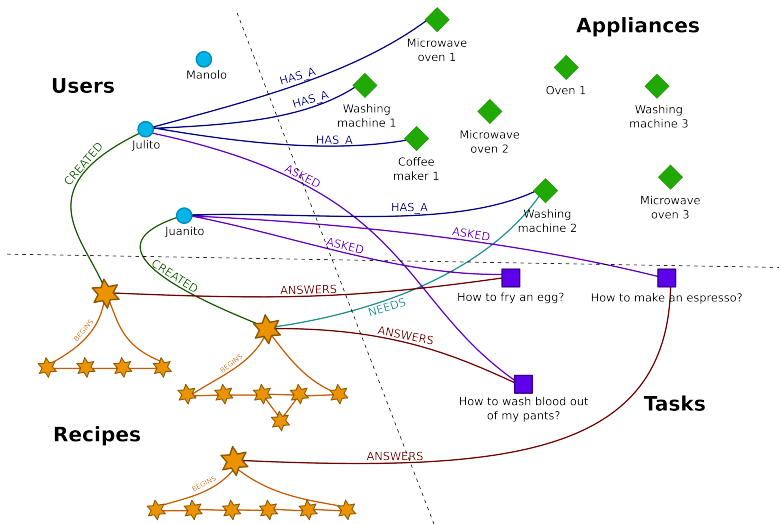 Appliances
Microwave
oven 1
Manolo
Users
HAS_A
Oven 1
HAS_A
Washing
machine 1
Washing
machine 3
Microwave
oven 2
HAS_A
Julito
Coffee
maker 1
CREATED
ASKED
Microwave
oven 3
HAS_A
Washing
machine 2
Juanito
ASKED
ASKED
CREATED
ANSWERS
How to fry an egg?
How to make an espresso?
NEEDS
BEGINS
ANSWERS
BEGINS
How to wash blood out
of my pants?
Tasks
Recipes
ANSWERS
BEGINS